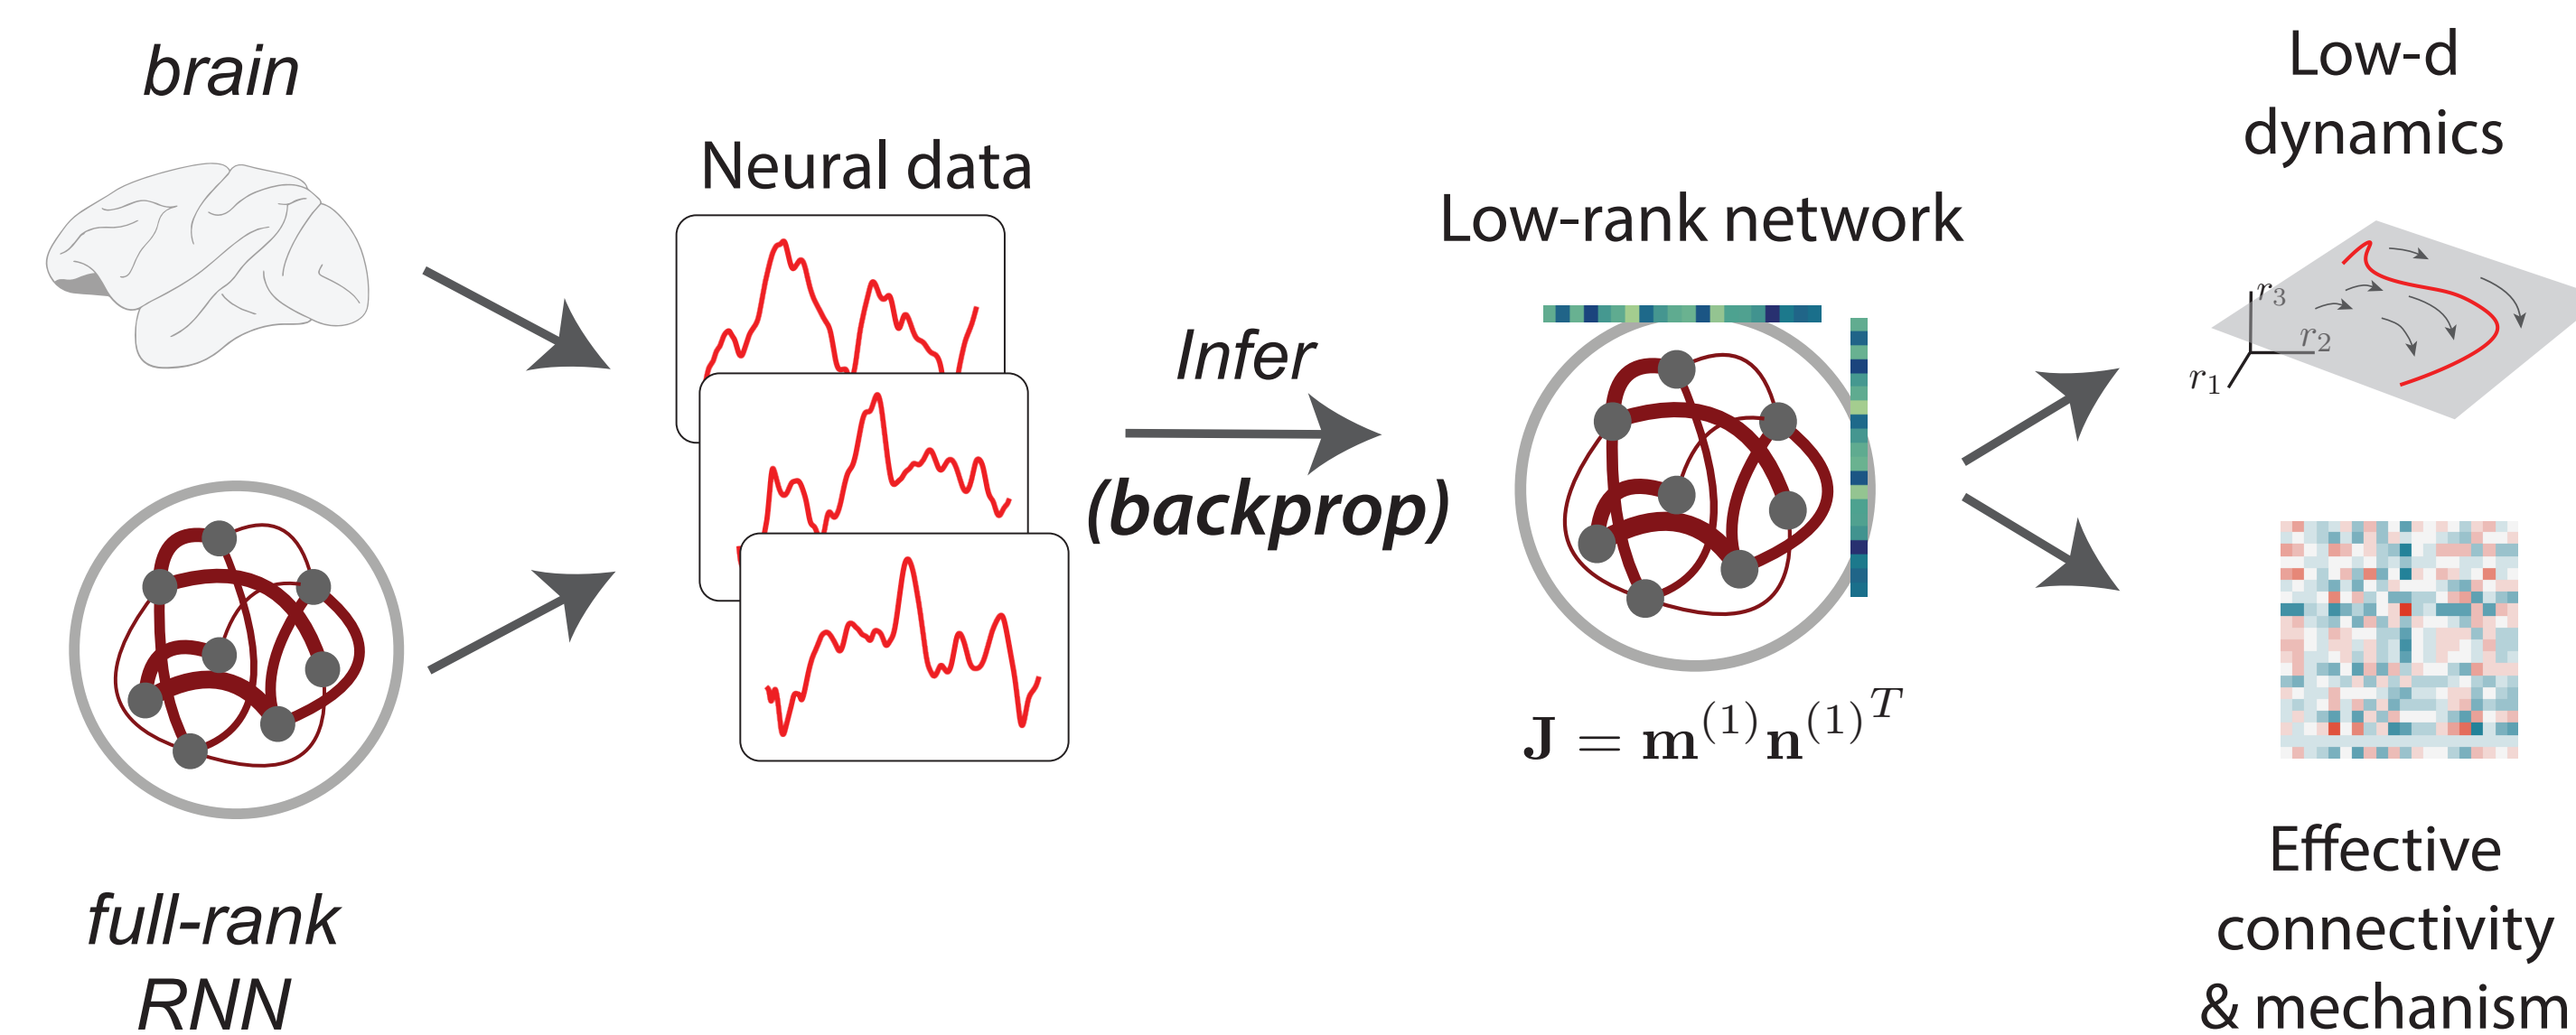 brain
full-rank
RNN
Neural data
Infer
(backprop)
Low-rank network
J = m⁽¹⁾n⁽¹⁾ᵀ
Low-d
dynamics
r₃
r₂
r₁
Effective
connectivity
& mechanism